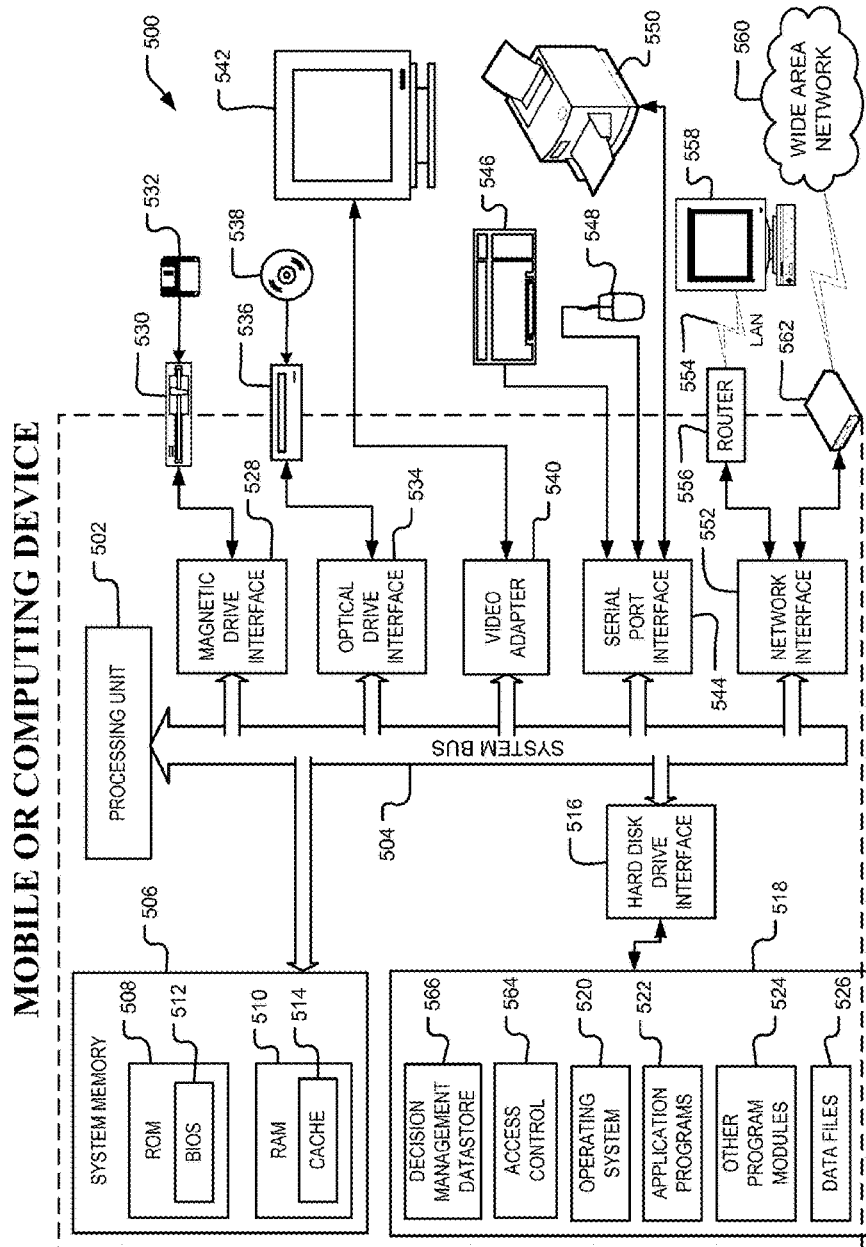 MOBILE OR COMPUTING DEVICE
500
502
PROCESSING UNIT
506
SYSTEM MEMORY
508
ROM
512
BIOS
510
RAM
514
CACHE
504
SYSTEM BUS
528
MAGNETIC
DRIVE
INTERFACE
530
532
534
OPTICAL
DRIVE
INTERFACE
536
538
540
VIDEO
ADAPTER
542
SERIAL
PORT
INTERFACE
544
546
548
550
552
NETWORK
INTERFACE
556
ROUTER
554
LAN
558
562
WIDE AREA
NETWORK
560
516
HARD DISK
DRIVE
INTERFACE
518
566
DECISION
MANAGEMENT
DATASTORE
564
ACCESS
CONTROL
520
OPERATING
SYSTEM
522
APPLICATION
PROGRAMS
524
OTHER
PROGRAM
MODULES
526
DATA FILES